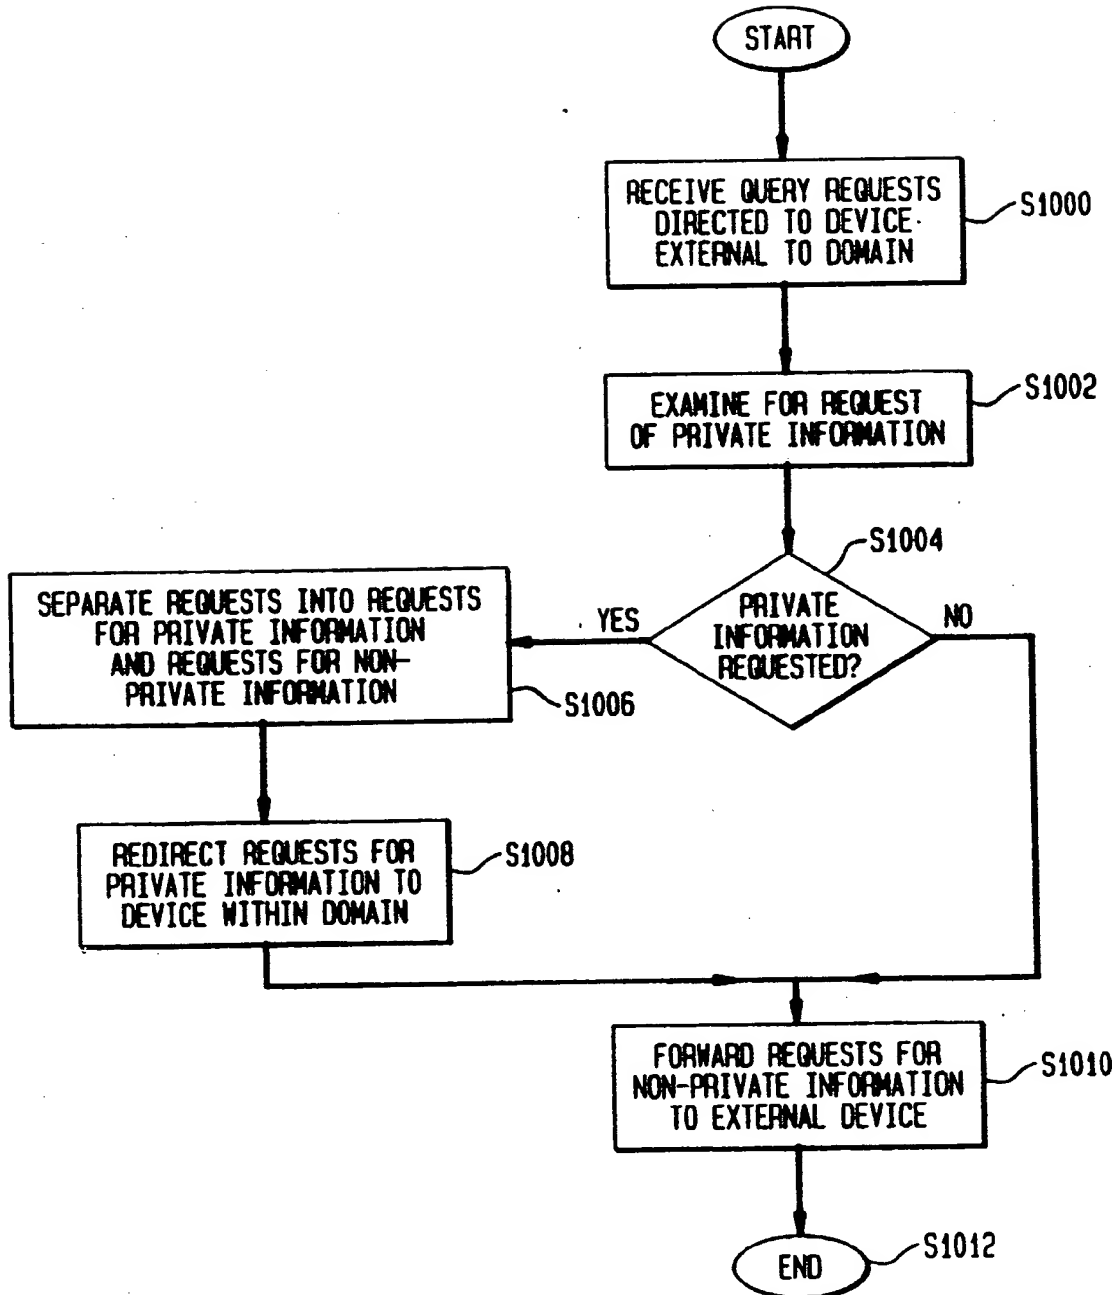 START
RECEIVE QUERY REQUESTS
DIRECTED TO DEVICE
EXTERNAL TO DOMAIN
S1000
EXAMINE FOR REQUEST
OF PRIVATE INFORMATION
S1002
S1004
PRIVATE
INFORMATION
REQUESTED?
YES
NO
SEPARATE REQUESTS INTO REQUESTS
FOR PRIVATE INFORMATION
AND REQUESTS FOR NON-
PRIVATE INFORMATION
S1006
REDIRECT REQUESTS FOR
PRIVATE INFORMATION TO
DEVICE WITHIN DOMAIN
S1008
FORWARD REQUESTS FOR
NON-PRIVATE INFORMATION
TO EXTERNAL DEVICE
S1010
END
S1012